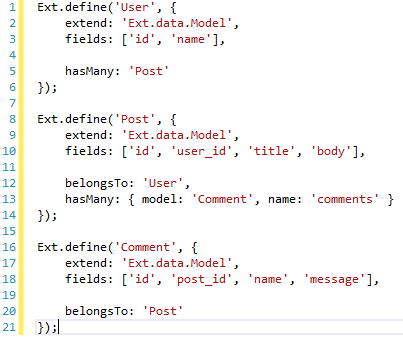 1 Ext.define('User', {
2     extend: 'Ext.data.Model',
3     fields: ['id', 'name'],
4
5     hasMany: 'Post'
6 });
7
8 Ext.define('Post', {
9     extend: 'Ext.data.Model',
10     fields: ['id', 'user_id', 'title', 'body'],
11
12     belongsTo: 'User',
13     hasMany: { model: 'Comment', name: 'comments' }
14 });
15
16 Ext.define('Comment', {
17     extend: 'Ext.data.Model',
18     fields: ['id', 'post_id', 'name', 'message'],
19
20     belongsTo: 'Post'
21 });